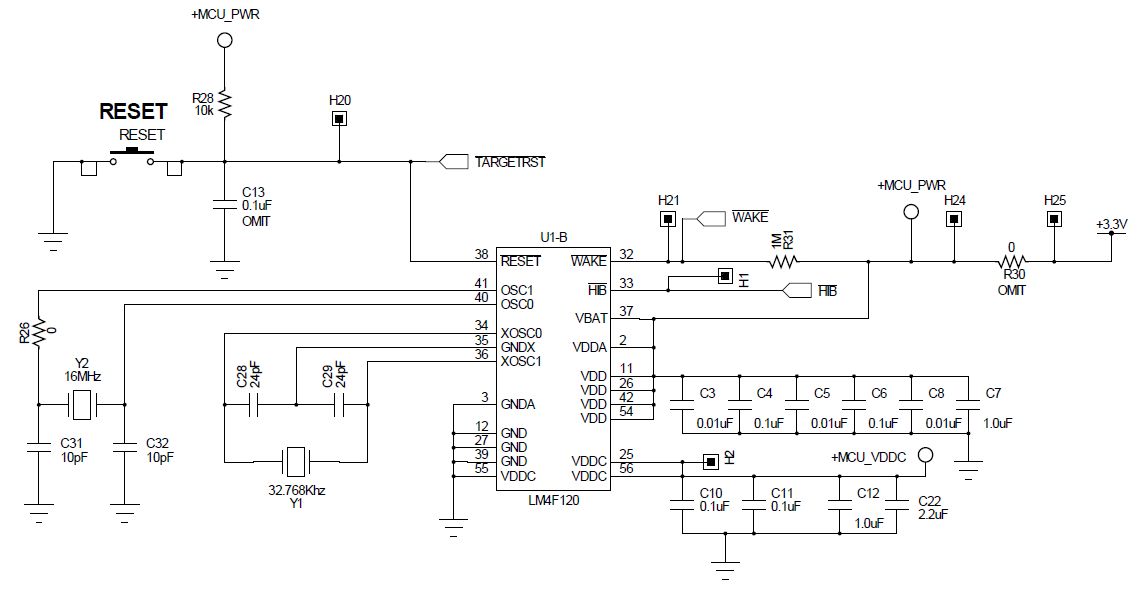 +MCU_PWR
R28
10k
H20
RESET
RESET
TARGETRST
C13
0.1uF
OMIT
+MCU_PWR
H21
WAKE
H24
H25
+3.3V
1M
R31
0
R30
OMIT
U1-B
38
RESET
WAKE
32
H1
41
OSC1
HIB
33
HIB
40
OSC0
R26
0
VBAT
37
34
XOSC0
35
GNDX
VDDA
2
36
XOSC1
Y2
16MHz
C28
24pF
C29
24pF
VDD
11
VDD
26
VDD
42
VDD
54
C3
0.01uF
C4
0.1uF
C5
0.01uF
C6
0.1uF
C8
0.01uF
C7
1.0uF
3
GNDA
12
GND
27
GND
39
GND
55
VDDC
C31
10pF
C32
10pF
VDDC
25
VDDC
56
H2
+MCU_VDDC
32.768Khz
Y1
LM4F120
C10
0.1uF
C11
0.1uF
C12
1.0uF
C22
2.2uF